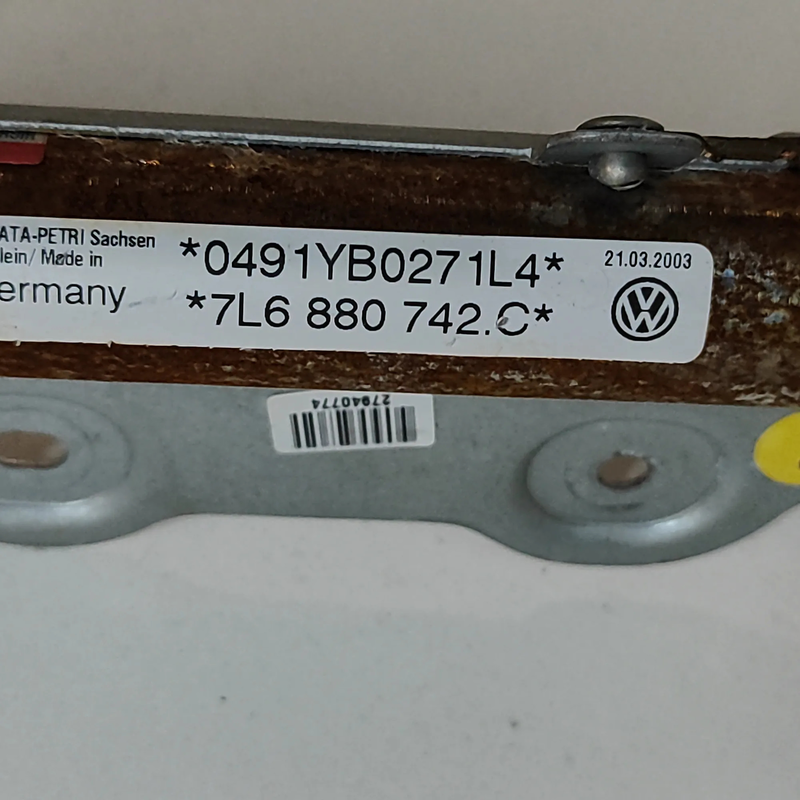 ATA-PETRI Sachsen
lein/ Made in
ermany
*0491YB0271L4*
*7L6 880 742.C*
21.03.2003
27940774